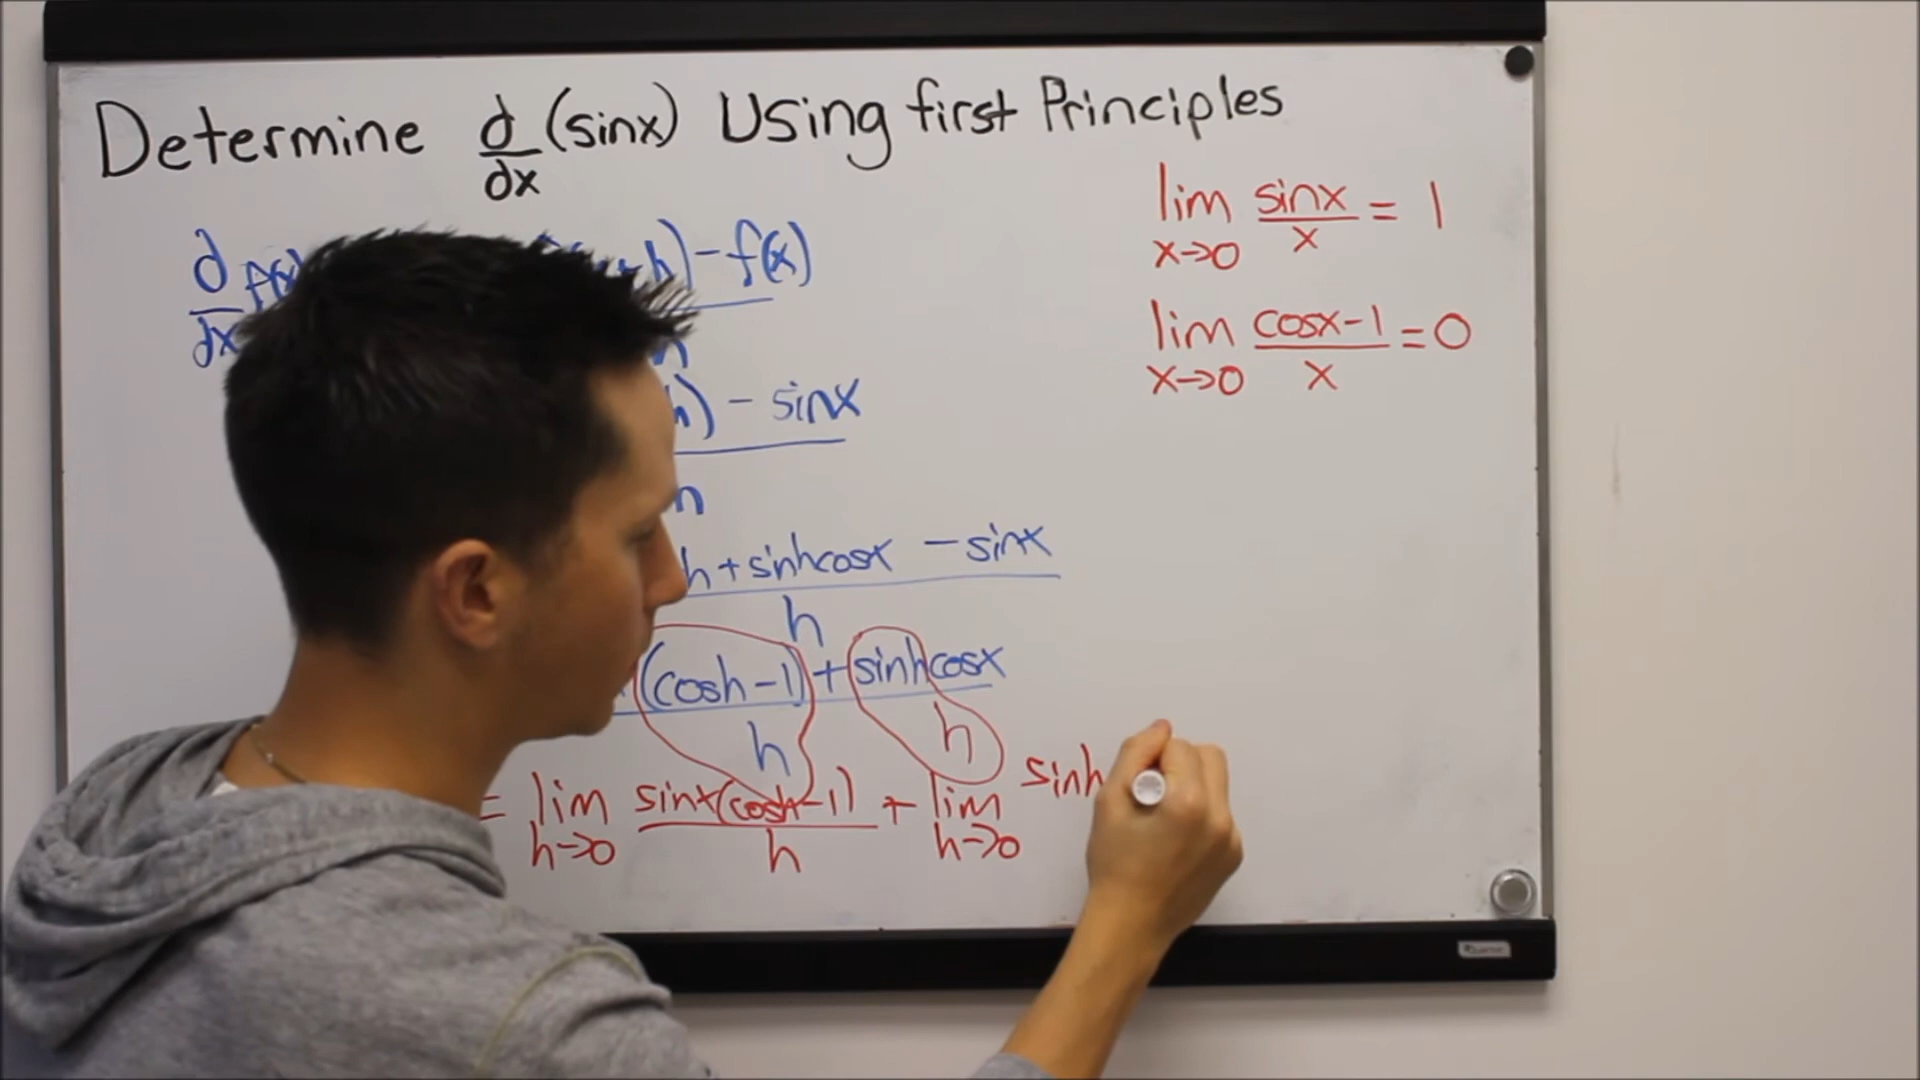 Determine d/dx (sinx) Using first Principles
lim x→0 sinx/x = 1
d/dx f(x) h) - f(x)
lim x→0 cosx-1/x = 0
h) - sinx
h
h + sinhcosx - sinx
h
(cosh-1) + sinhcosx
h h
= lim h→0 sinx(cosh-1)/h + lim h→0 sinh